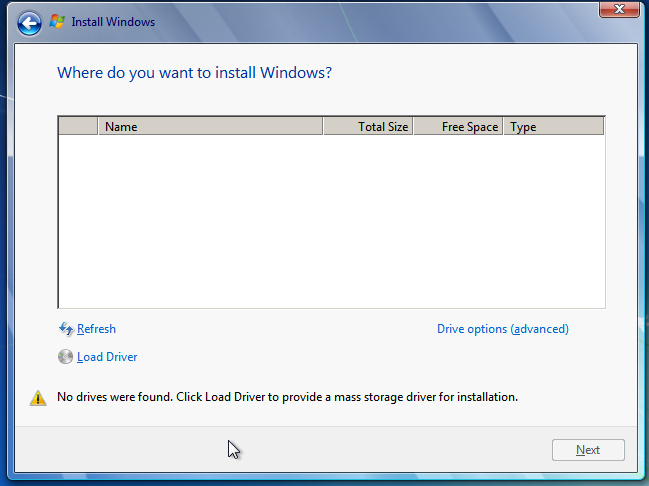 Install Windows
Where do you want to install Windows?
Name Total Size Free Space Type
Refresh Drive options (advanced)
Load Driver
No drives were found. Click Load Driver to provide a mass storage driver for installation.
Next